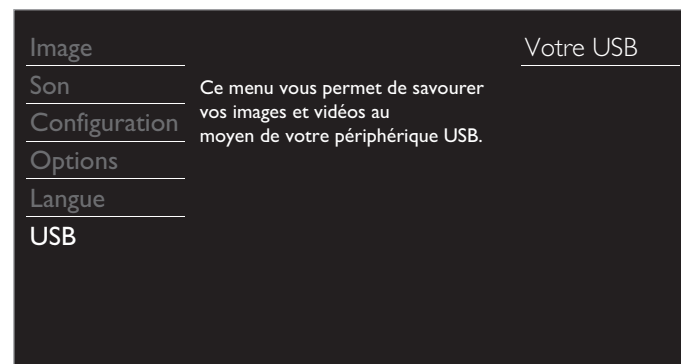 Image
Son
Configuration
Options
Langue
USB
Ce menu vous permet de savourer
vos images et vidéos au
moyen de votre périphérique USB.
Votre USB